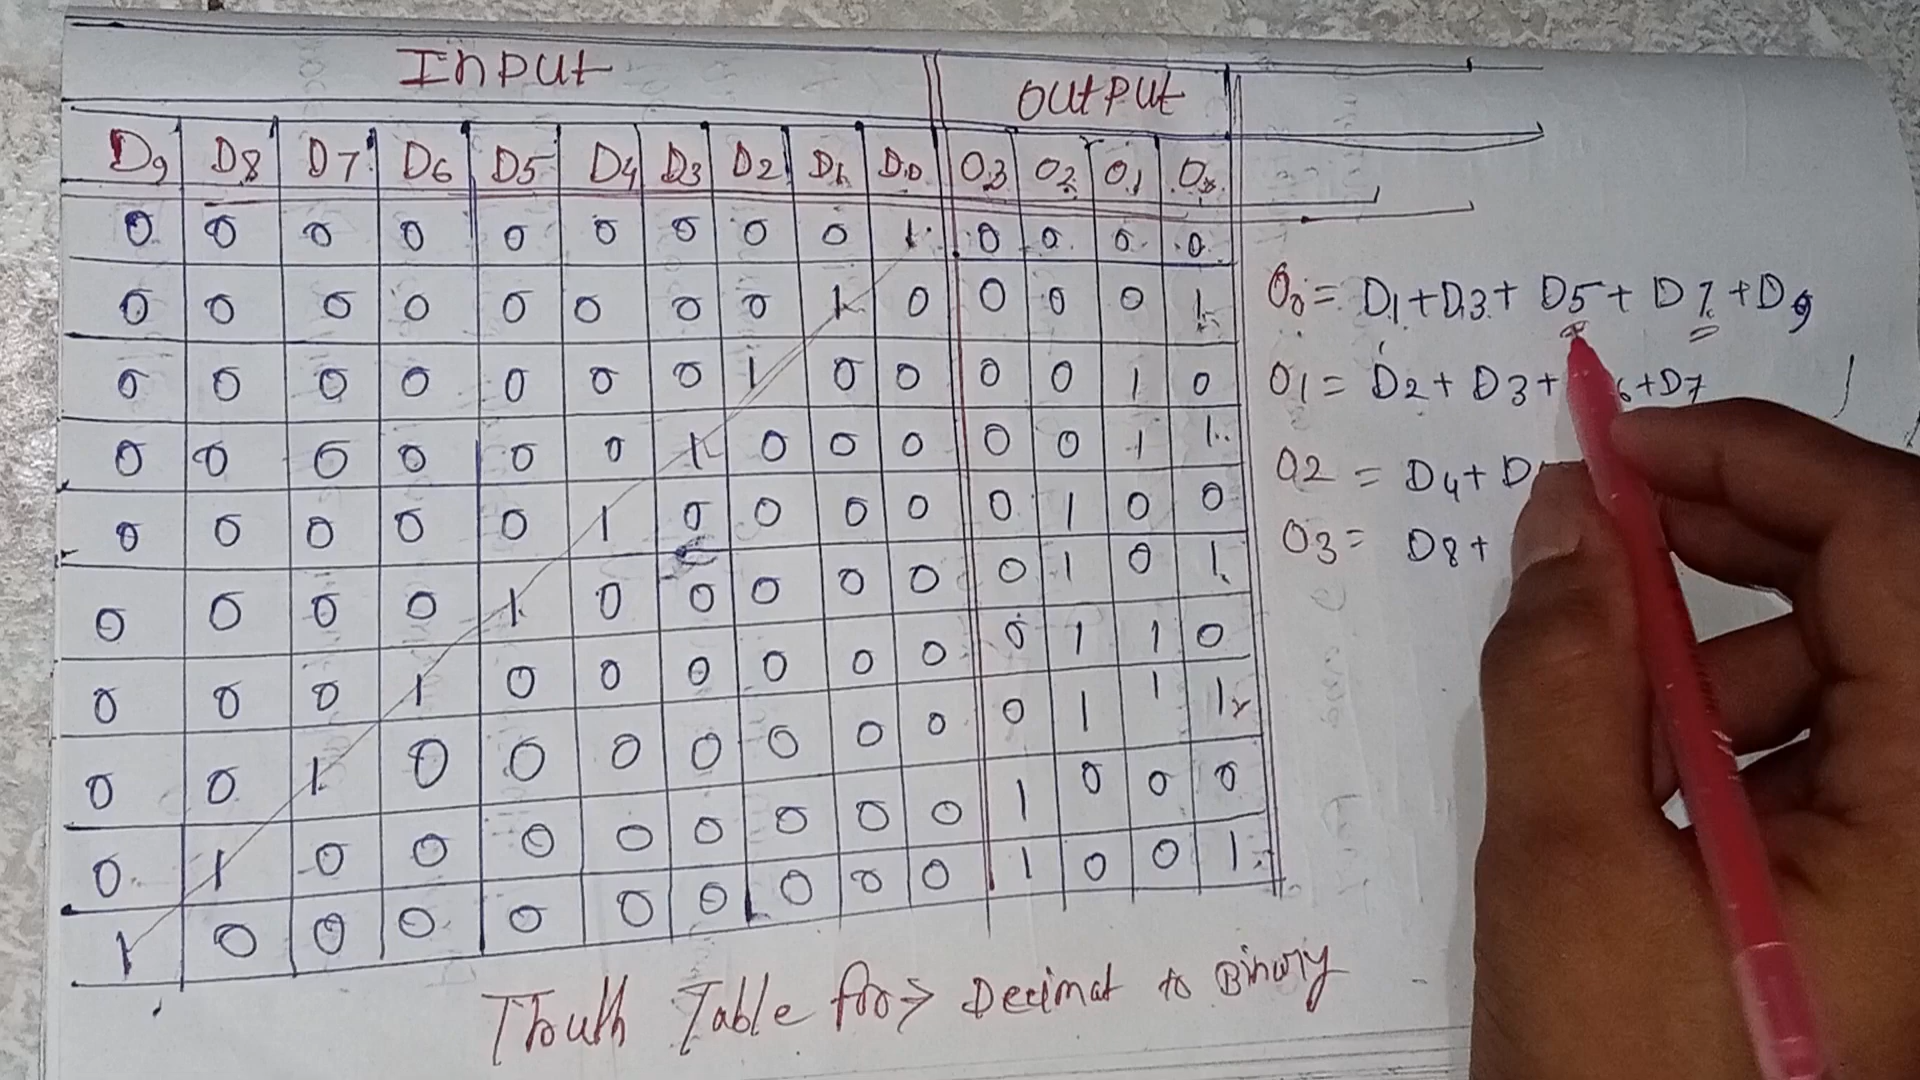 INPUT OUTPUT
D9 D8 D7 D6 D5 D4 D3 D2 D1 D0 O3 O2 O1 O0
0 0 0 0 0 0 0 0 0 1 0 0 0 0
0 0 0 0 0 0 0 0 1 0 0 0 0 1
0 0 0 0 0 0 0 1 0 0 0 0 1 0
0 0 0 0 0 0 1 0 0 0 0 0 1 1
0 0 0 0 0 1 0 0 0 0 0 1 0 0
0 0 0 0 1 0 0 0 0 0 0 1 0 1
0 0 0 1 0 0 0 0 0 0 0 1 1 0
0 0 1 0 0 0 0 0 0 0 0 1 1 1
0 1 0 0 0 0 0 0 0 0 1 0 0 0
1 0 0 0 0 0 0 0 0 0 1 0 0 1
O0 = D1+D3+D5+D7+D9
O1 = D2+D3+ 6+D7
O2 = D4+D
O3 = D8+
Truth Table for → Decimal to Binary